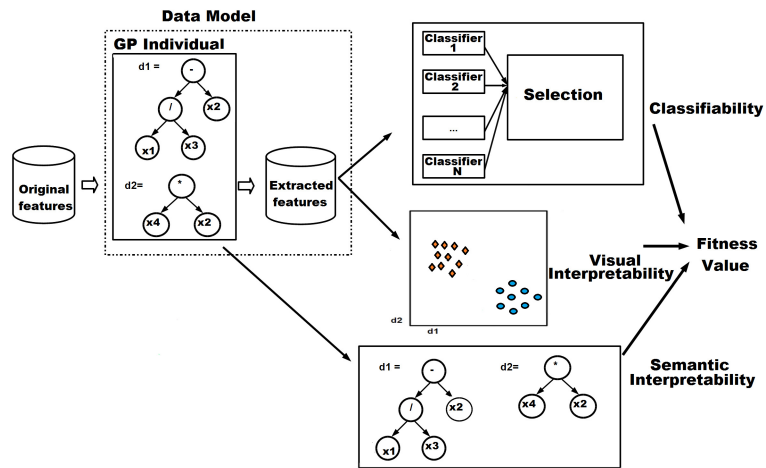 Data Model
GP Individual
d1 =
-
/
x2
x1
x3
d2=
*
x4
x2
Original
features
Extracted
features
Classifier
1
Classifier
2
...
Classifier
N
Selection
Classifiability
d2
d1
Visual
Interpretability
Fitness
Value
d1 =
-
/
x2
x1
x3
d2=
*
x4
x2
Semantic
Interpretability